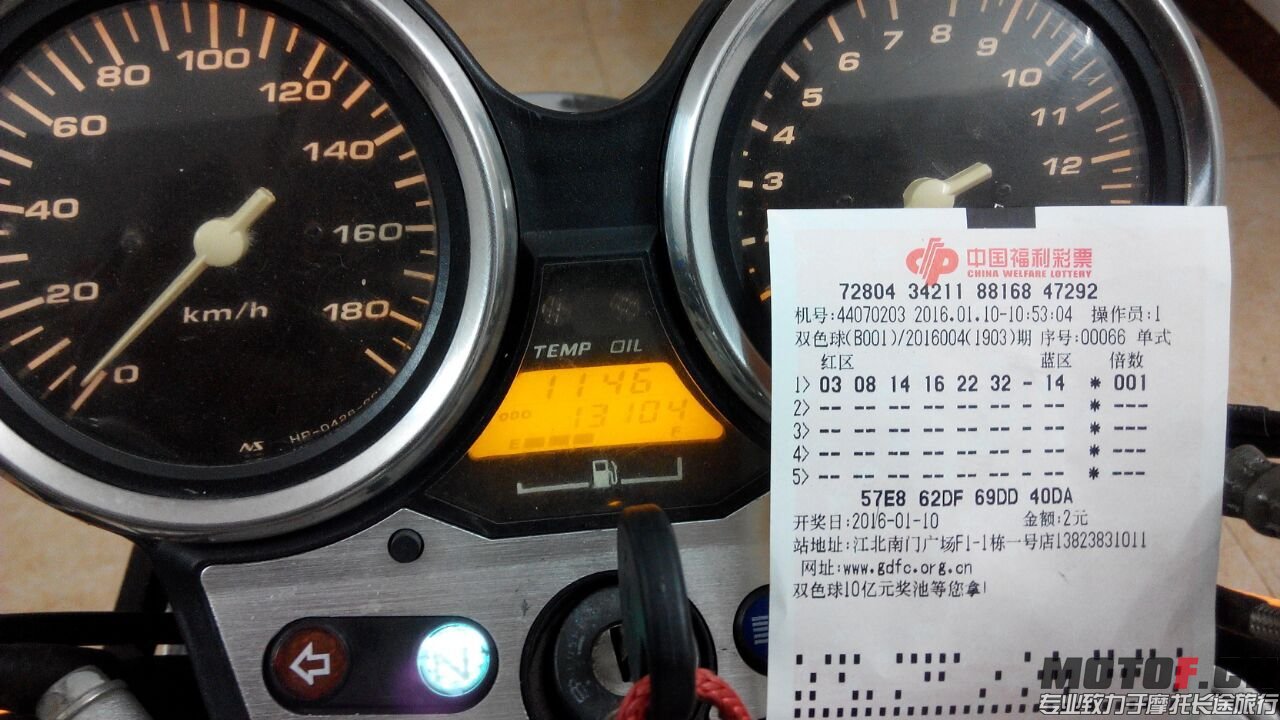 0
20
40
60
80
100
120
140
160
180
km/h
NS
3
4
5
6
7
8
9
10
11
12
TEMP OIL
1146
ODO
13104
E F
N
中国福利彩票
CHINA WELFARE LOTTERY
72804 34211 88168 47292
机号:44070203 2016.01.10-10:53:04 操作员:1
双色球(B001)/2016004(1903)期 序号:00066 单式
红区 蓝区 倍数
1> 03 08 14 16 22 32 - 14 * 001
2> -- -- -- -- -- -- - -- * ---
3> -- -- -- -- -- -- - -- * ---
4> -- -- -- -- -- -- - -- * ---
5> -- -- -- -- -- -- - -- * ---
57E8 62DF 69DD 40DA
开奖日:2016-01-10 金额:2元
站地址:江北南门广场F1-1栋一号店13823831011
网址:www.gdfc.org.cn
双色球10亿元奖池等您拿!
专业致力于摩托长途旅行